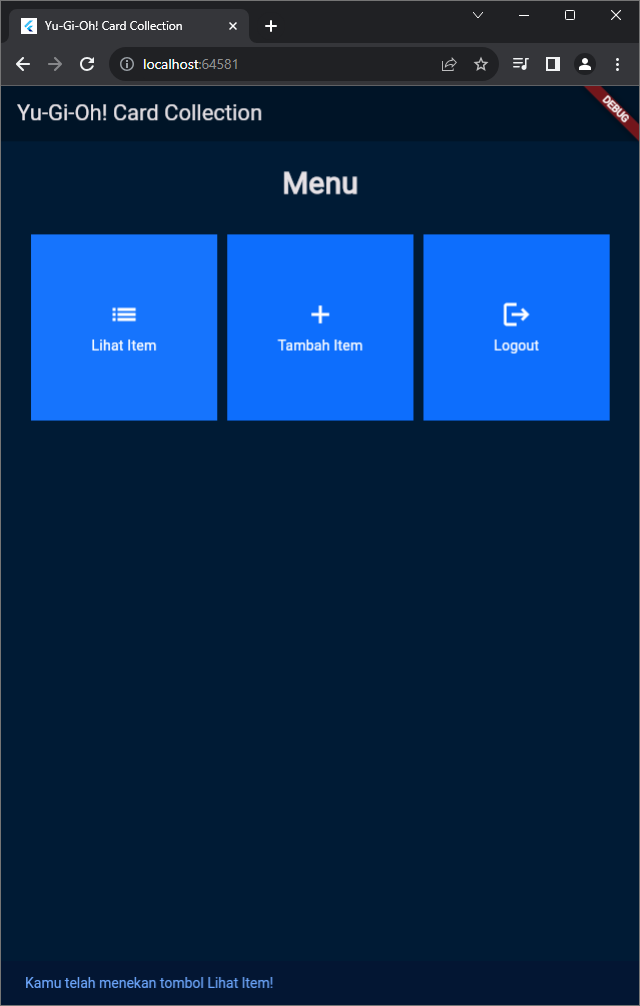 Yu-Gi-Oh! Card Collection
localhost:64581
Yu-Gi-Oh! Card Collection
DEBUG
Menu
Lihat Item
Tambah Item
Logout
Kamu telah menekan tombol Lihat Item!